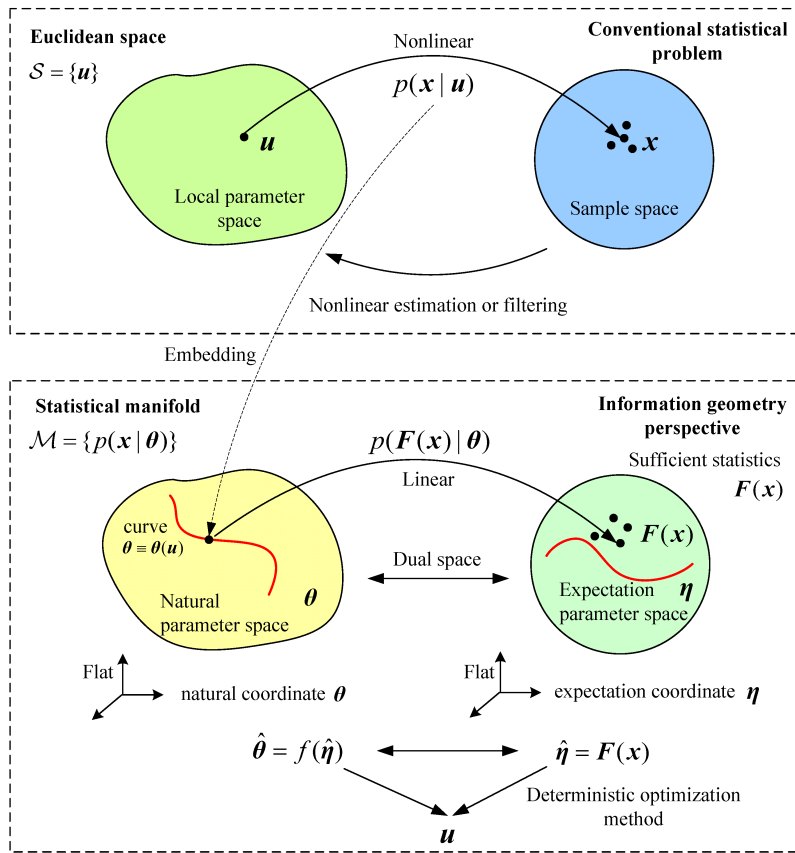 Euclidean space
𝒮 = {u}
Nonlinear
p(x | u)
Conventional statistical
problem
u
Local parameter
space
x
Sample space
Nonlinear estimation or filtering
Embedding
Statistical manifold
ℳ = {p(x | θ)}
Information geometry
perspective
Sufficient statistics
F(x)
p(F(x) | θ)
Linear
curve
θ ≡ θ(u)
Natural
parameter space
θ
Dual space
F(x)
Expectation
parameter space
η
Flat
natural coordinate θ
Flat
expectation coordinate η
θ̂ = f(η̂)
η̂ = F(x)
Deterministic optimization
method
u